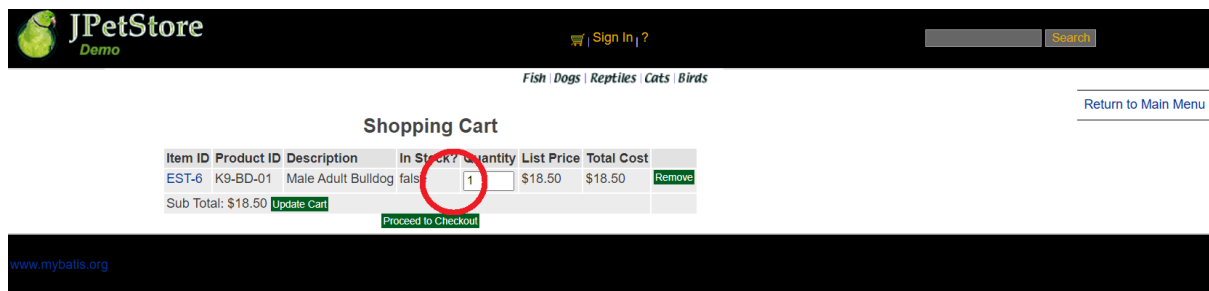 JPetStore
Demo
Sign In ?
Search
Fish Dogs Reptiles Cats Birds
Return to Main Menu
Shopping Cart
Item ID Product ID Description In Stock? Quantity List Price Total Cost
EST-6 K9-BD-01 Male Adult Bulldog false 1 $18.50 $18.50 Remove
Sub Total: $18.50 Update Cart
Proceed to Checkout
www.mybatis.org